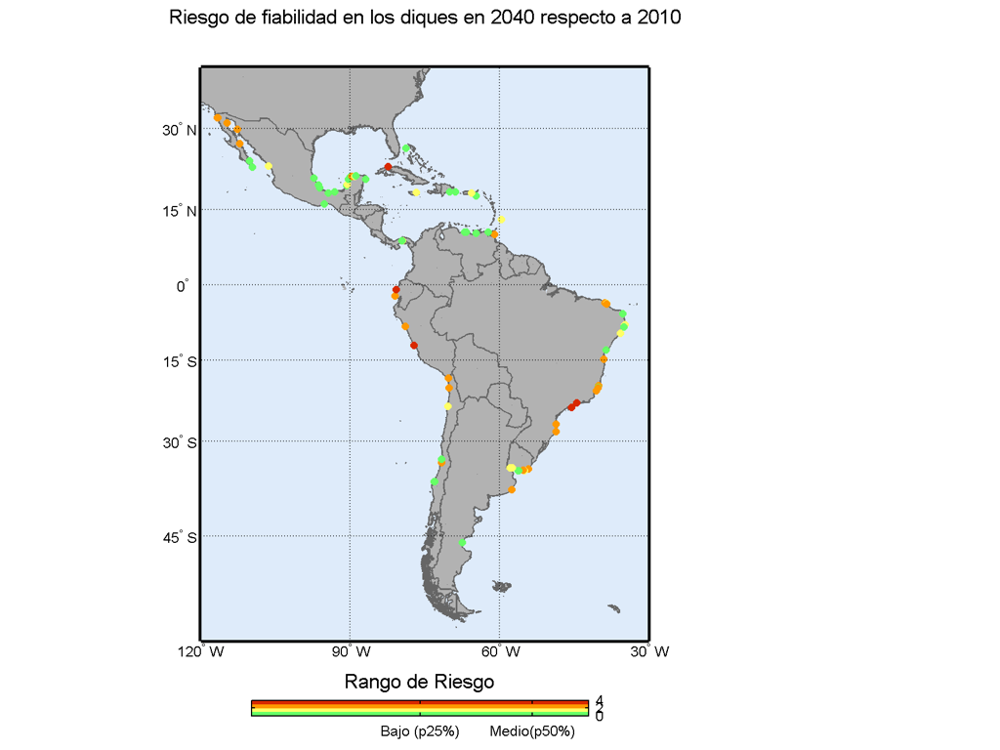 Riesgo de fiabilidad en los diques en 2040 respecto a 2010
30° N
15° N
0°
15° S
30° S
45° S
120° W
90° W
60° W
30° W
Rango de Riesgo
4
2
0
Bajo (p25%)
Medio(p50%)